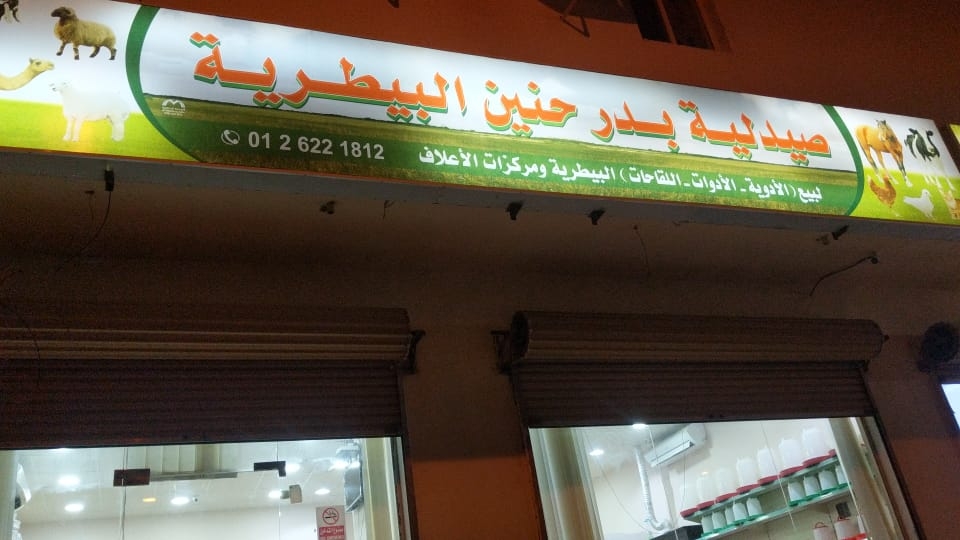 صيدلية بدر حنين البيطرية
لبيع (الأدوية - الأدوات - اللقاحات) البيطرية ومركزات الأعلاف
01 2 622 1812